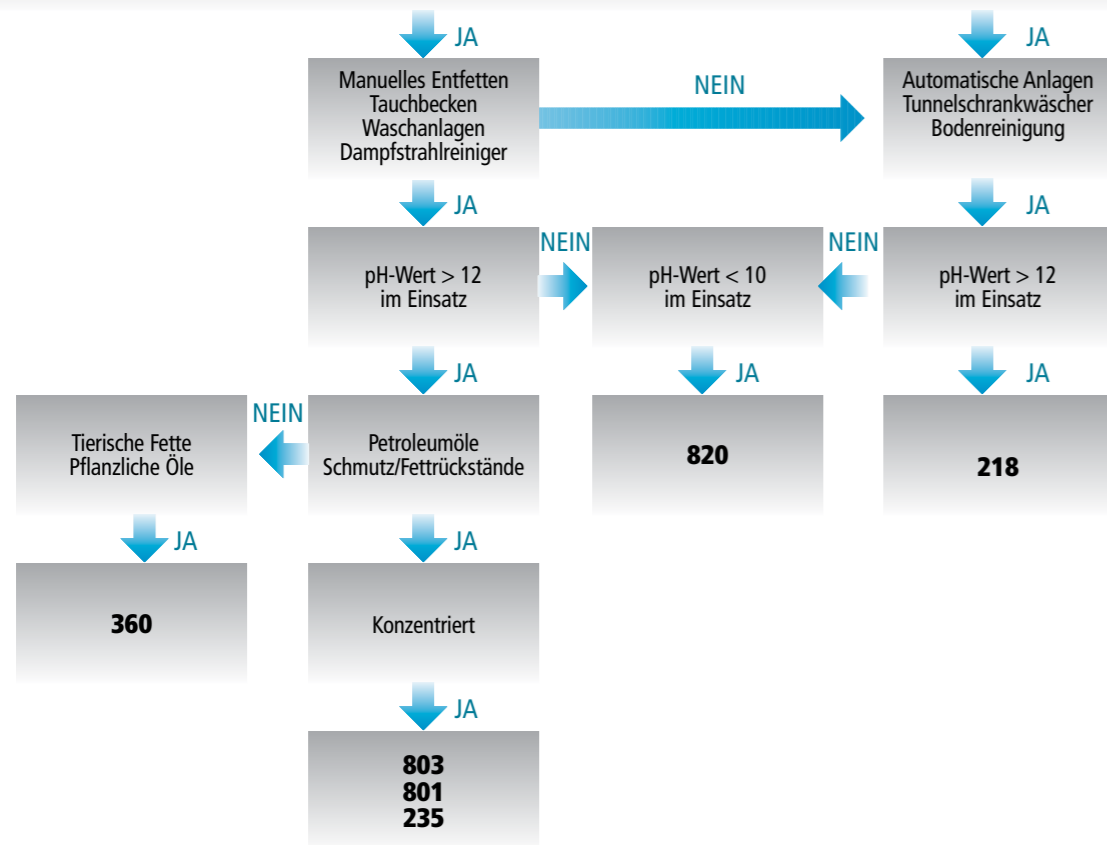 JA
JA
Manuelles Entfetten
Tauchbecken
Waschanlagen
Dampfstrahlreiniger
NEIN
Automatische Anlagen
Tunnelschrankwäscher
Bodenreinigung
JA
JA
pH-Wert > 12
im Einsatz
NEIN
pH-Wert < 10
im Einsatz
NEIN
pH-Wert > 12
im Einsatz
JA
JA
JA
Tierische Fette
Pflanzliche Öle
NEIN
Petroleumöle
Schmutz/Fettrückstände
820
218
JA
JA
360
Konzentriert
JA
803
801
235